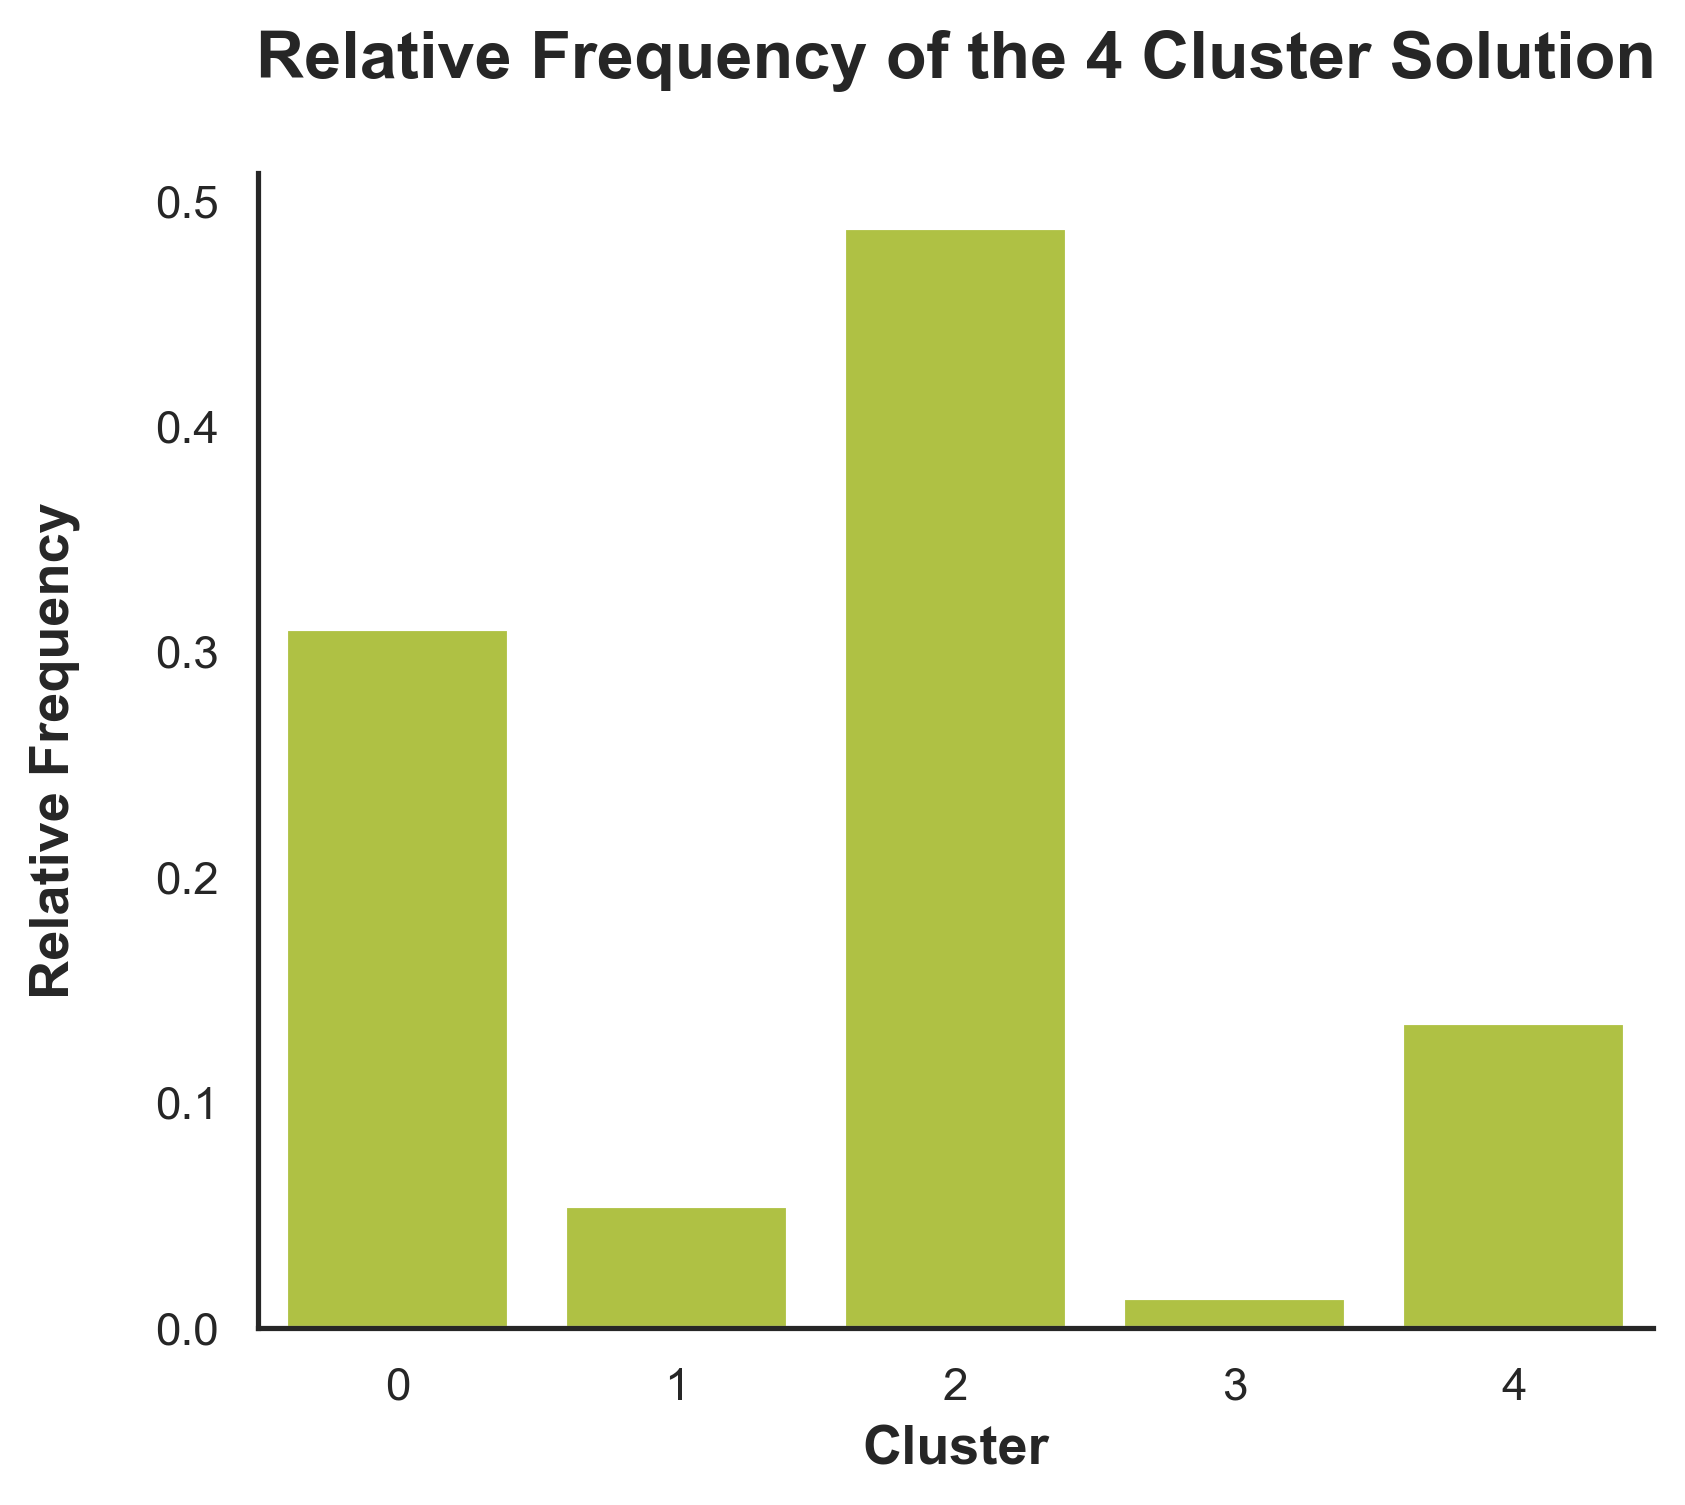 Relative Frequency of the 4 Cluster Solution
0.5
0.4
0.3
0.2
0.1
0.0
Relative Frequency
0 1 2 3 4
Cluster